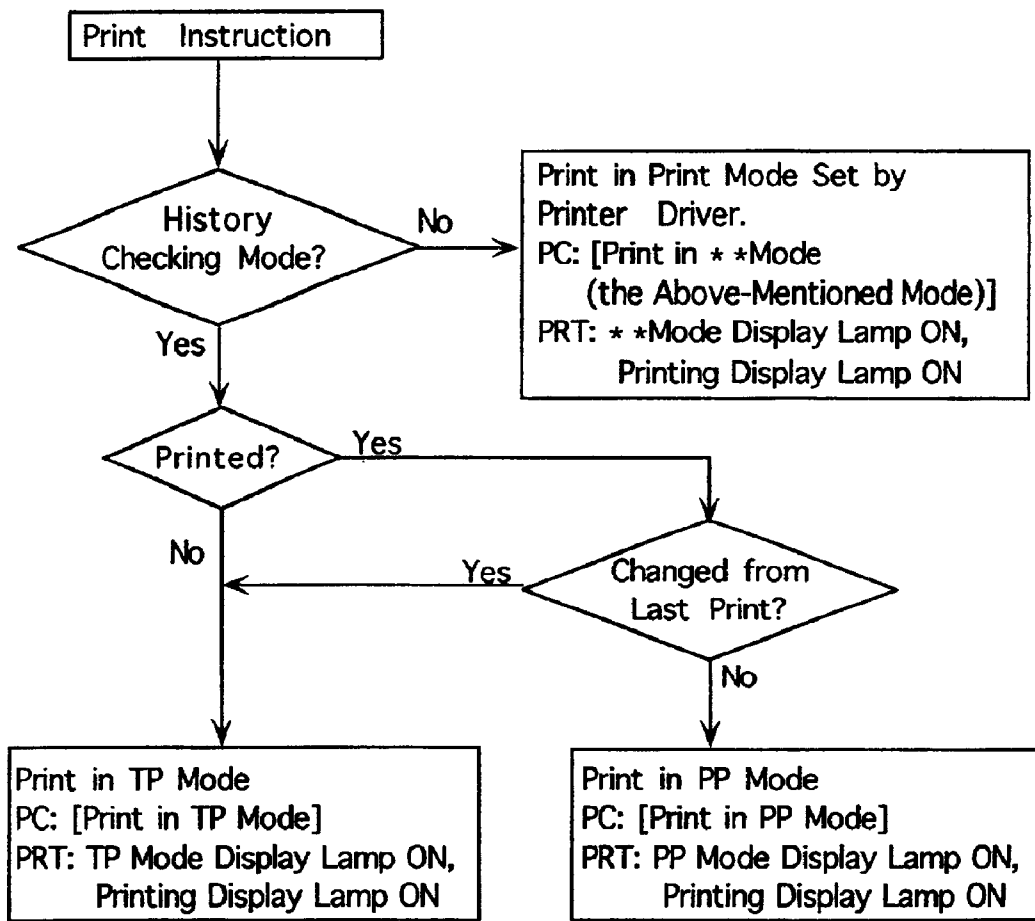 Print Instruction
History
Checking Mode?
No
Print in Print Mode Set by
Printer Driver.
PC: [Print in * *Mode
(the Above-Mentioned Mode)]
PRT: * *Mode Display Lamp ON,
Printing Display Lamp ON
Yes
Printed?
Yes
No
Yes
Changed from
Last Print?
No
Print in TP Mode
PC: [Print in TP Mode]
PRT: TP Mode Display Lamp ON,
Printing Display Lamp ON
Print in PP Mode
PC: [Print in PP Mode]
PRT: PP Mode Display Lamp ON,
Printing Display Lamp ON